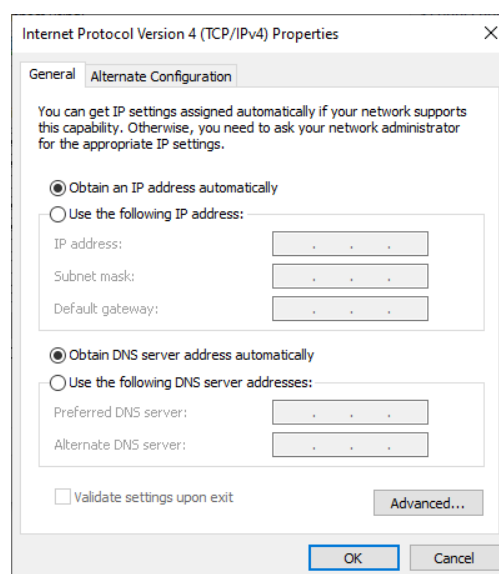 Internet Protocol Version 4 (TCP/IPv4) Properties
General
Alternate Configuration
You can get IP settings assigned automatically if your network supports
this capability. Otherwise, you need to ask your network administrator
for the appropriate IP settings.
Obtain an IP address automatically
Use the following IP address:
IP address:
. . .
Subnet mask:
. . .
Default gateway:
. . .
Obtain DNS server address automatically
Use the following DNS server addresses:
Preferred DNS server:
. . .
Alternate DNS server:
. . .
Validate settings upon exit
Advanced...
OK
Cancel